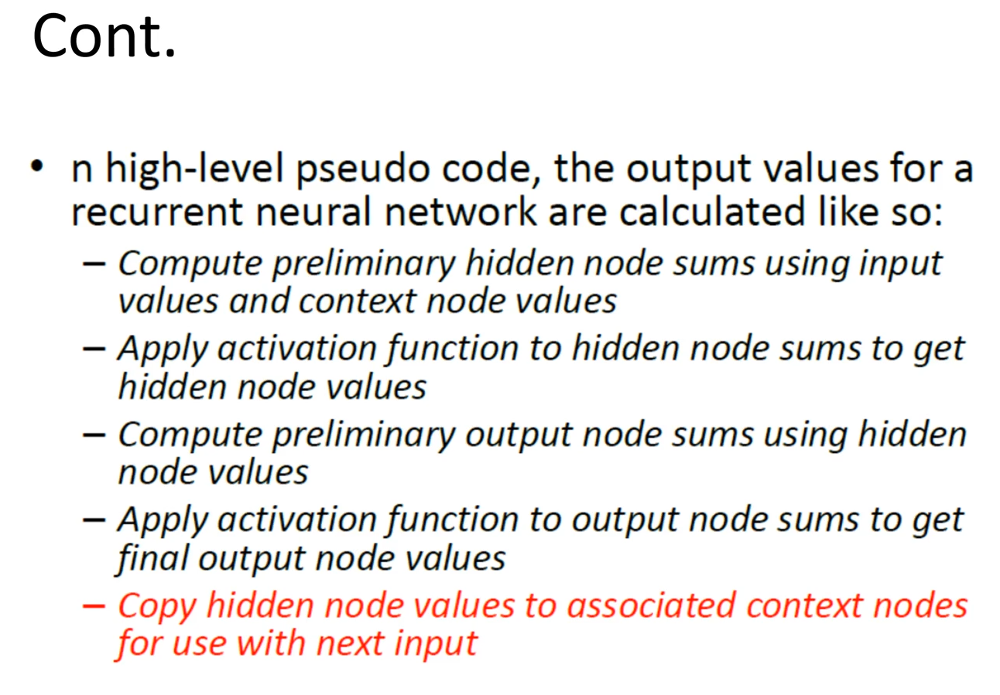 Cont.
• n high-level pseudo code, the output values for a
recurrent neural network are calculated like so:
– Compute preliminary hidden node sums using input
values and context node values
– Apply activation function to hidden node sums to get
hidden node values
– Compute preliminary output node sums using hidden
node values
– Apply activation function to output node sums to get
final output node values
– Copy hidden node values to associated context nodes
for use with next input